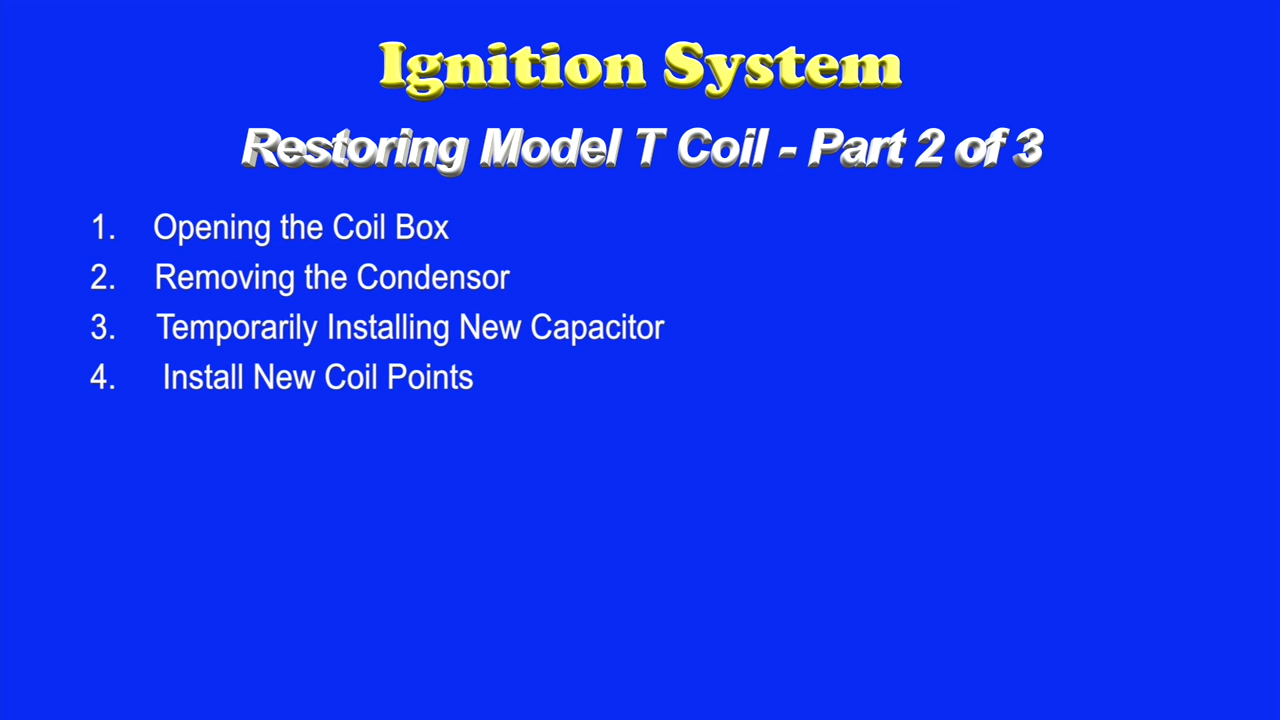 Ignition System
Restoring Model T Coil - Part 2 of 3
1. Opening the Coil Box
2. Removing the Condensor
3. Temporarily Installing New Capacitor
4. Install New Coil Points